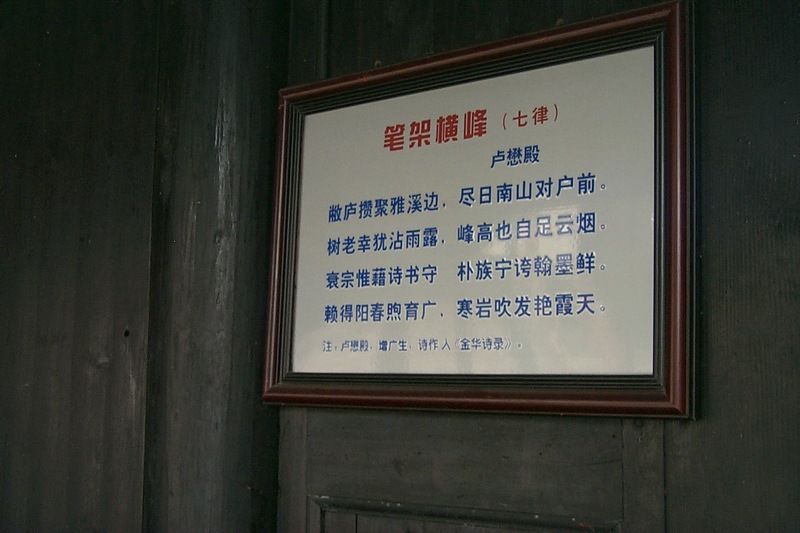 笔架横峰（七律）
卢懋殿
敝庐攒聚雅溪边，尽日南山对户前。
树老幸犹沾雨露，峰高也自足云烟。
衰宗惟藉诗书守　朴族宁诩翰墨鲜。
赖得阳春煦育广，寒岩吹发艳霞天。
注：卢懋殿，增广生，诗作入《金华诗录》。